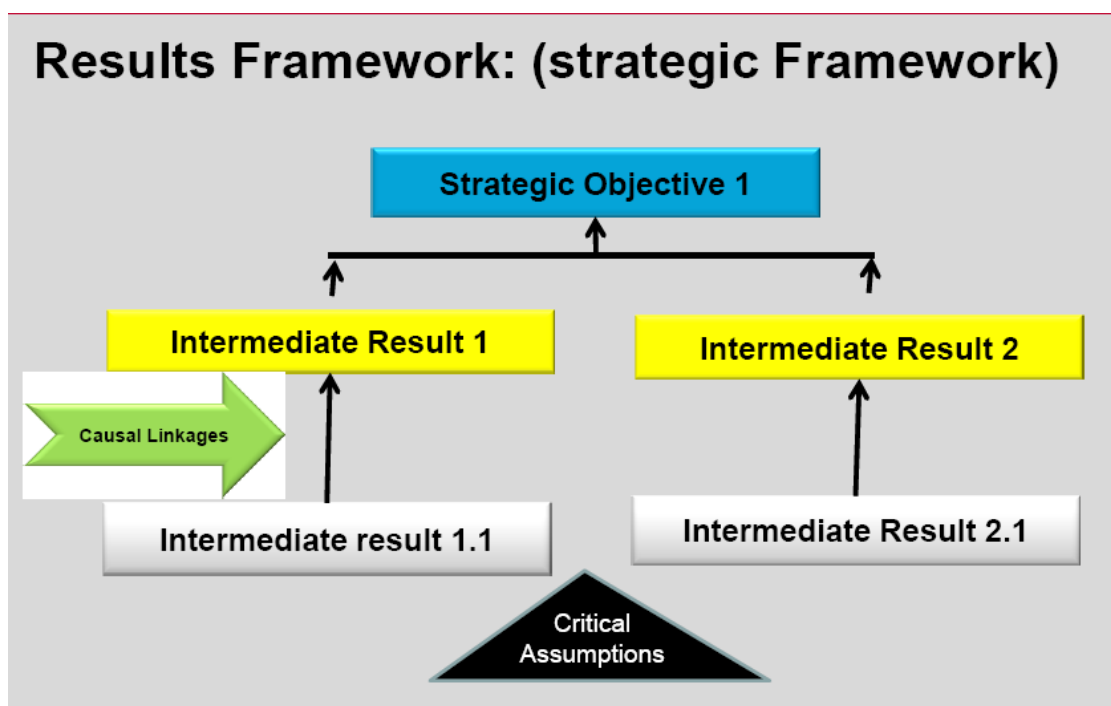 Results Framework: (strategic Framework)
Strategic Objective 1
Intermediate Result 1
Intermediate Result 2
Causal Linkages
Intermediate result 1.1
Intermediate Result 2.1
Critical
Assumptions